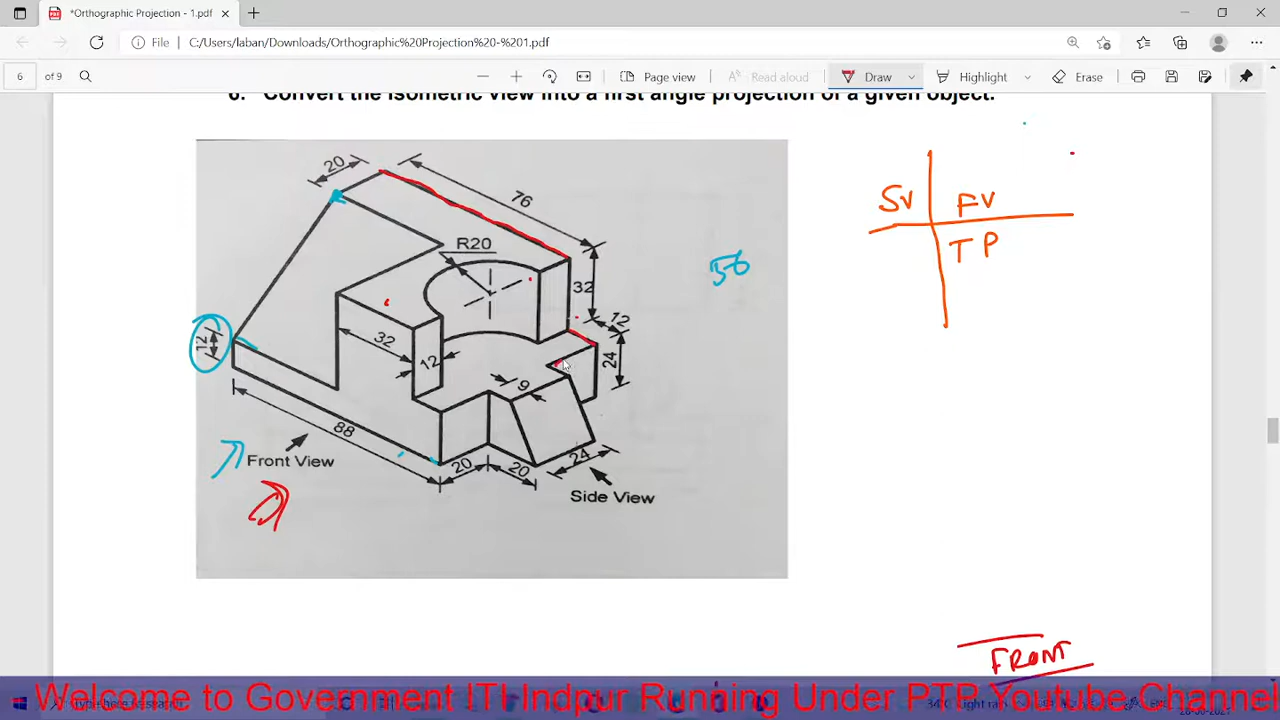 *Orthographic Projection - 1.pdf
File
C:/Users/laban/Downloads/Orthographic%20Projection%20-%201.pdf
6 of 9
Page view
Read aloud
Draw
Highlight
Erase
6. Convert the isometric view into a first angle projection of a given object.
20
76
R20
32
12
32
12
24
12
9
88
20
20
24
Front View
Side View
56
SV FV
TP
FRONT
Welcome to Government ITI Indpur Running Under PTP Youtube Channel